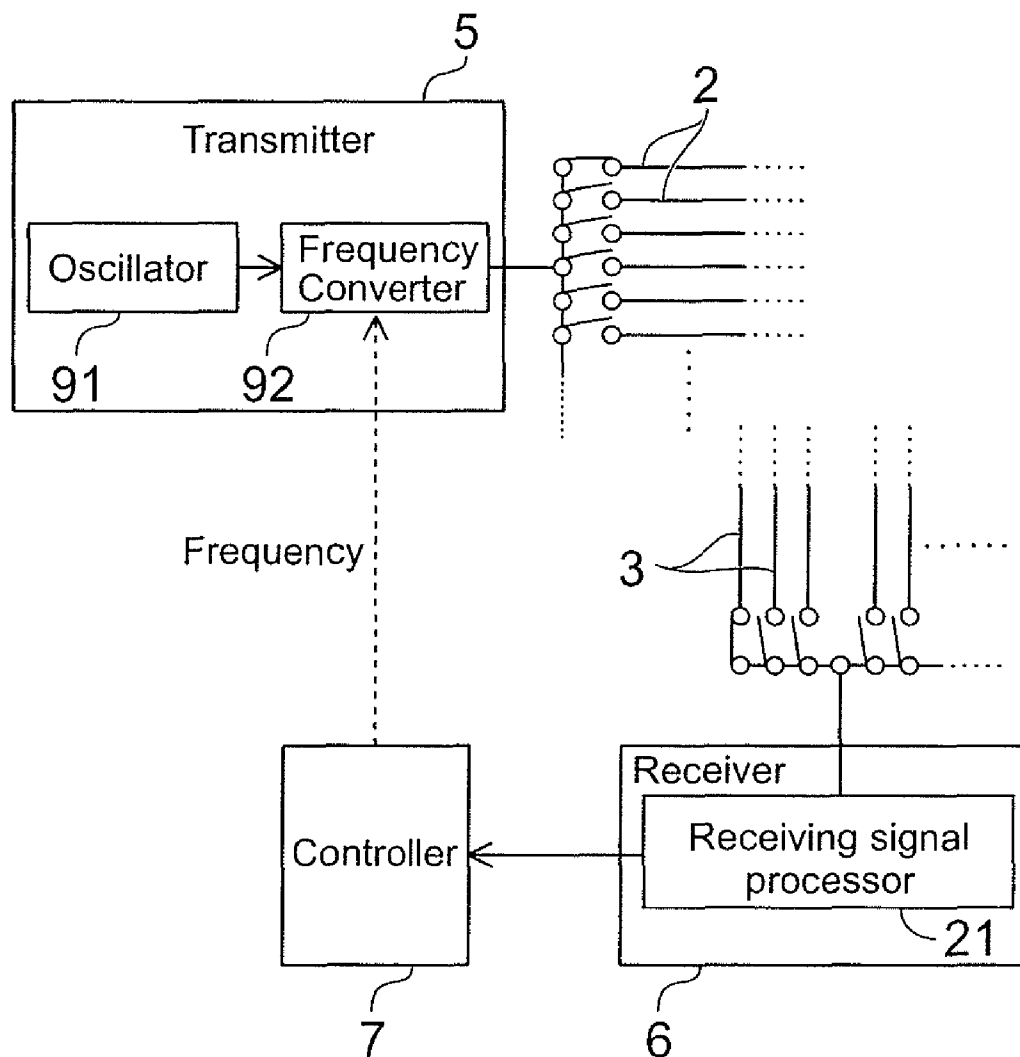 5
2
Transmitter
Oscillator
Frequency
Converter
91
92
Frequency
3
Receiver
Controller
Receiving signal
processor
21
7
6